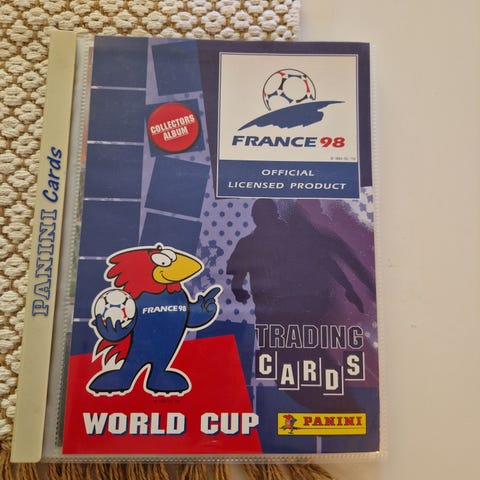 PANINI Cards
COLLECTORS
ALBUM
FRANCE 98
OFFICIAL
LICENSED PRODUCT
FRANCE 98
TRADING
CARDS
WORLD CUP
PANINI